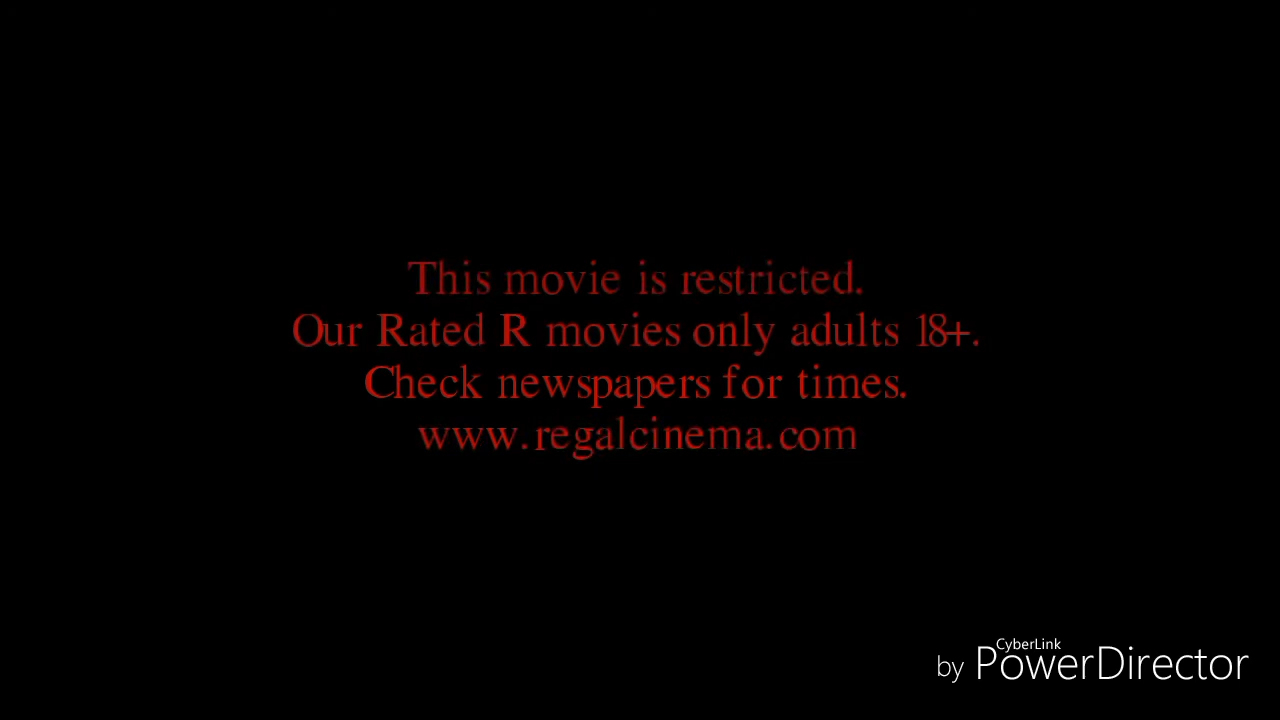 This movie is restricted.
Our Rated R movies only adults 18+.
Check newspapers for times.
www.regalcinema.com
CyberLink
by PowerDirector